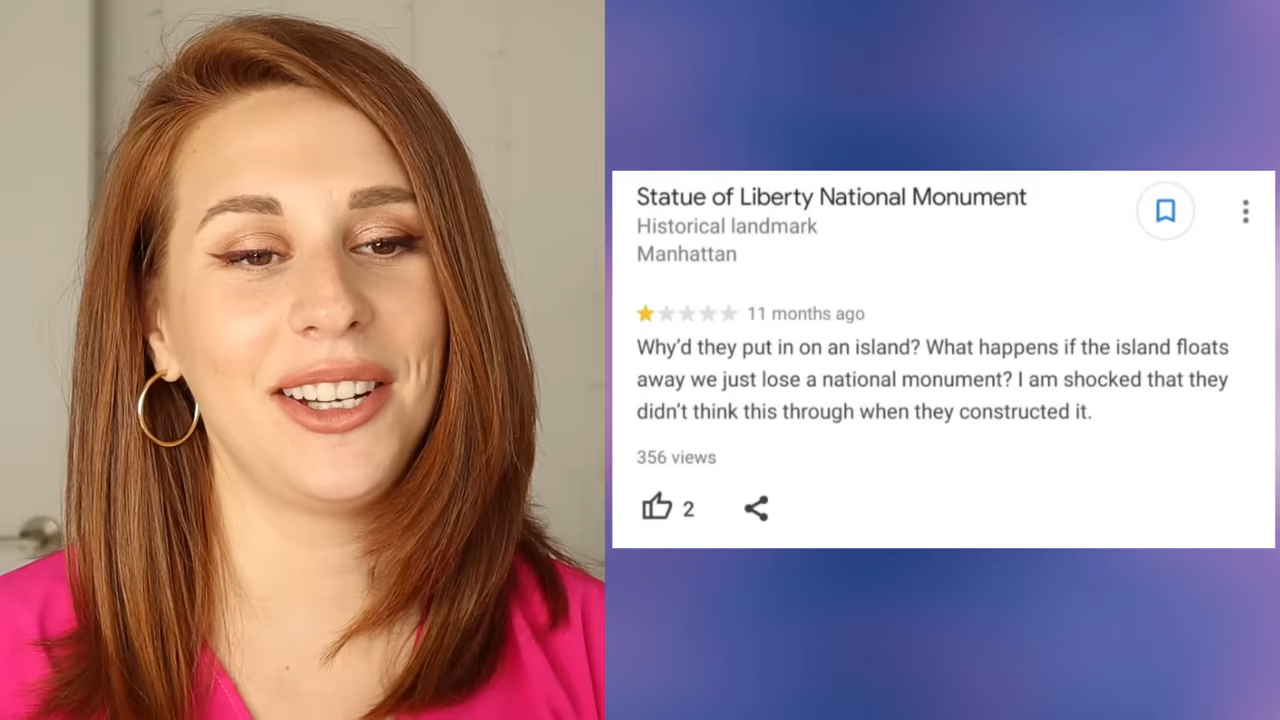 Statue of Liberty National Monument
Historical landmark
Manhattan
11 months ago
Why'd they put in on an island? What happens if the island floats
away we just lose a national monument? I am shocked that they
didn't think this through when they constructed it.
356 views
2